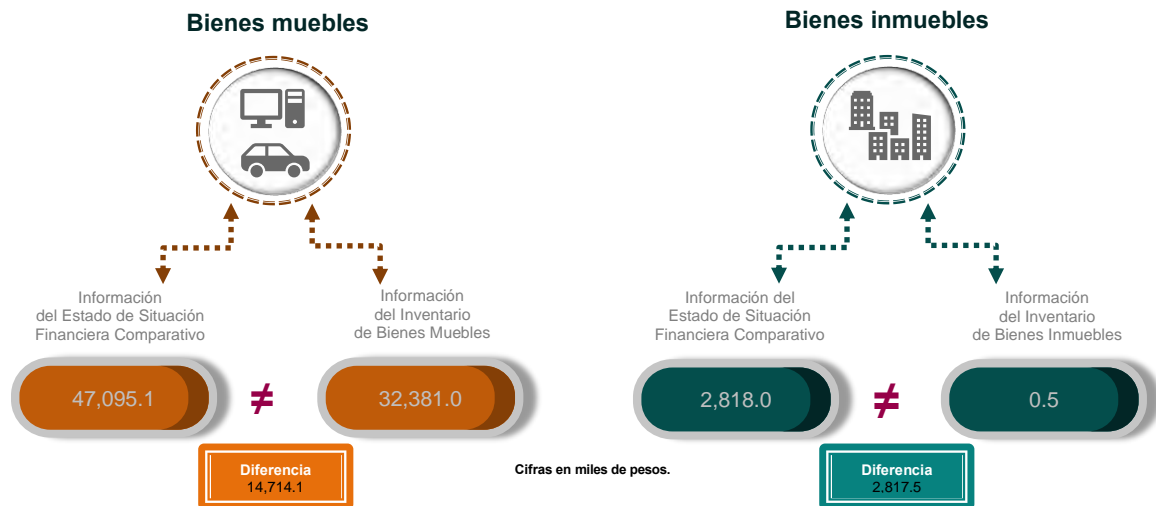 Bienes muebles
Información
del Estado de Situación
Financiera Comparativo
Información
del Inventario
de Bienes Muebles
47,095.1
≠
32,381.0
Diferencia
14,714.1
Cifras en miles de pesos.
Bienes inmuebles
Información del
Estado de Situación
Financiera Comparativo
Información
del Inventario
de Bienes Inmuebles
2,818.0
≠
0.5
Diferencia
2,817.5